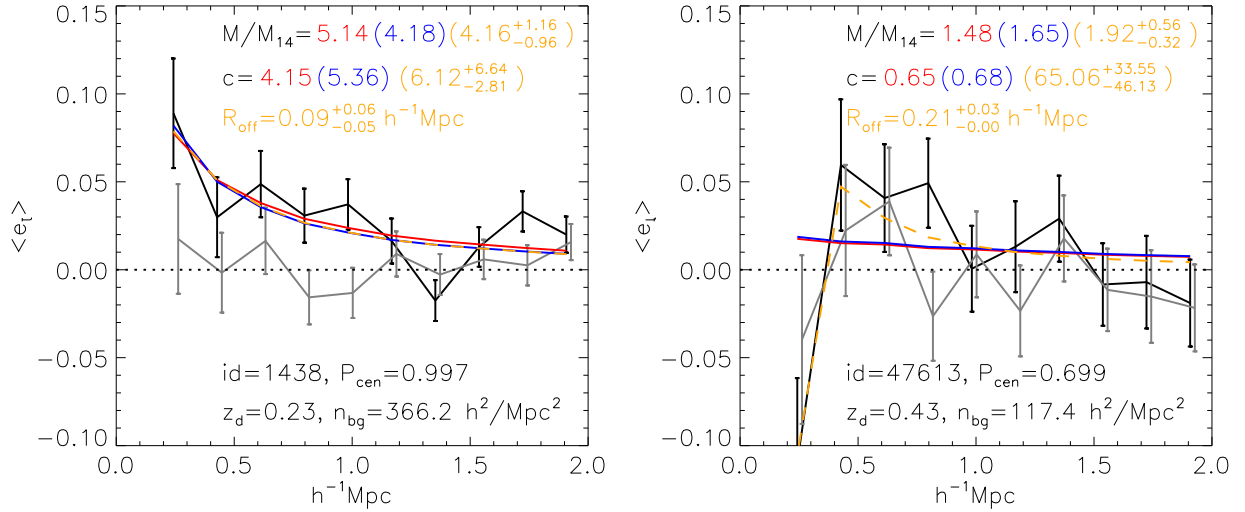 M/M14=5.14(4.18)(4.16+1.16−0.96)
c=4.15(5.36) (6.12+6.64−2.81)
Roff=0.09+0.06−0.05 h−1Mpc
id=1438, Pcen=0.997
zd=0.23, nbg=366.2 h2/Mpc2
<et>
0.10
0.05
0.00
−0.05
−0.10
0.0 0.5 1.0 1.5 2.0
h−1Mpc
M/M14=1.48(1.65)(1.92+0.56−0.32)
c=0.65(0.68) (65.06+33.55−46.13)
Roff=0.21+0.03−0.00 h−1Mpc
id=47613, Pcen=0.699
zd=0.43, nbg=117.4 h2/Mpc2
<et>
0.10
0.05
0.00
−0.05
−0.10
0.0 0.5 1.0 1.5 2.0
h−1Mpc